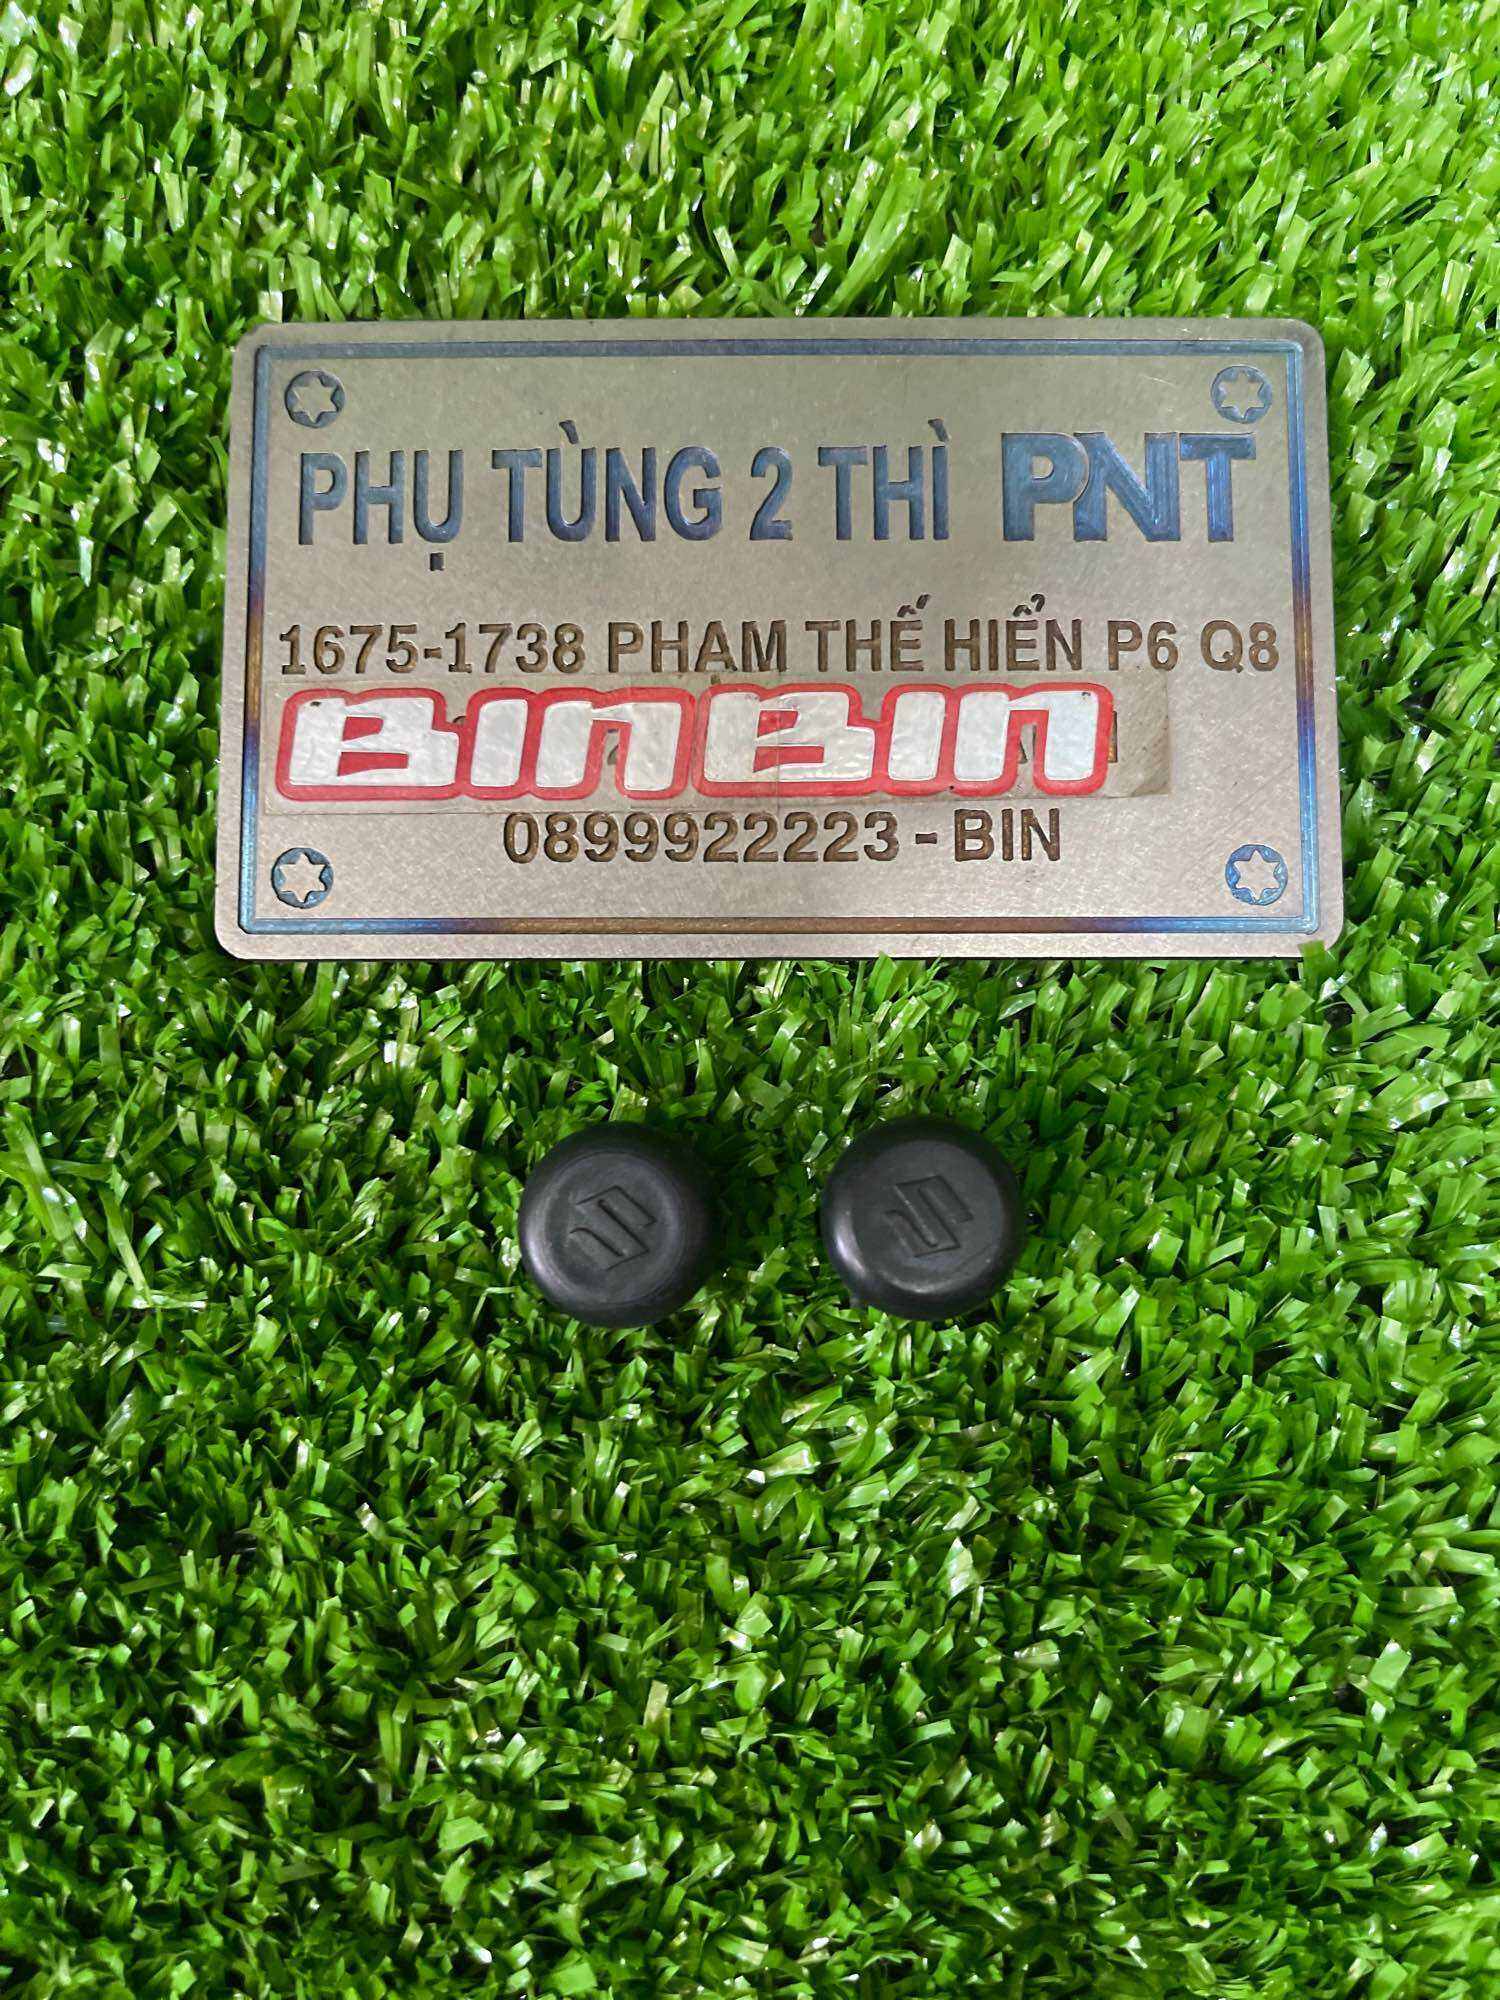 PHỤ TÙNG 2 THÌ PNT
1675-1738 PHAM THẾ HIỂN P6 Q8
BINBIN
0899922223 - BIN